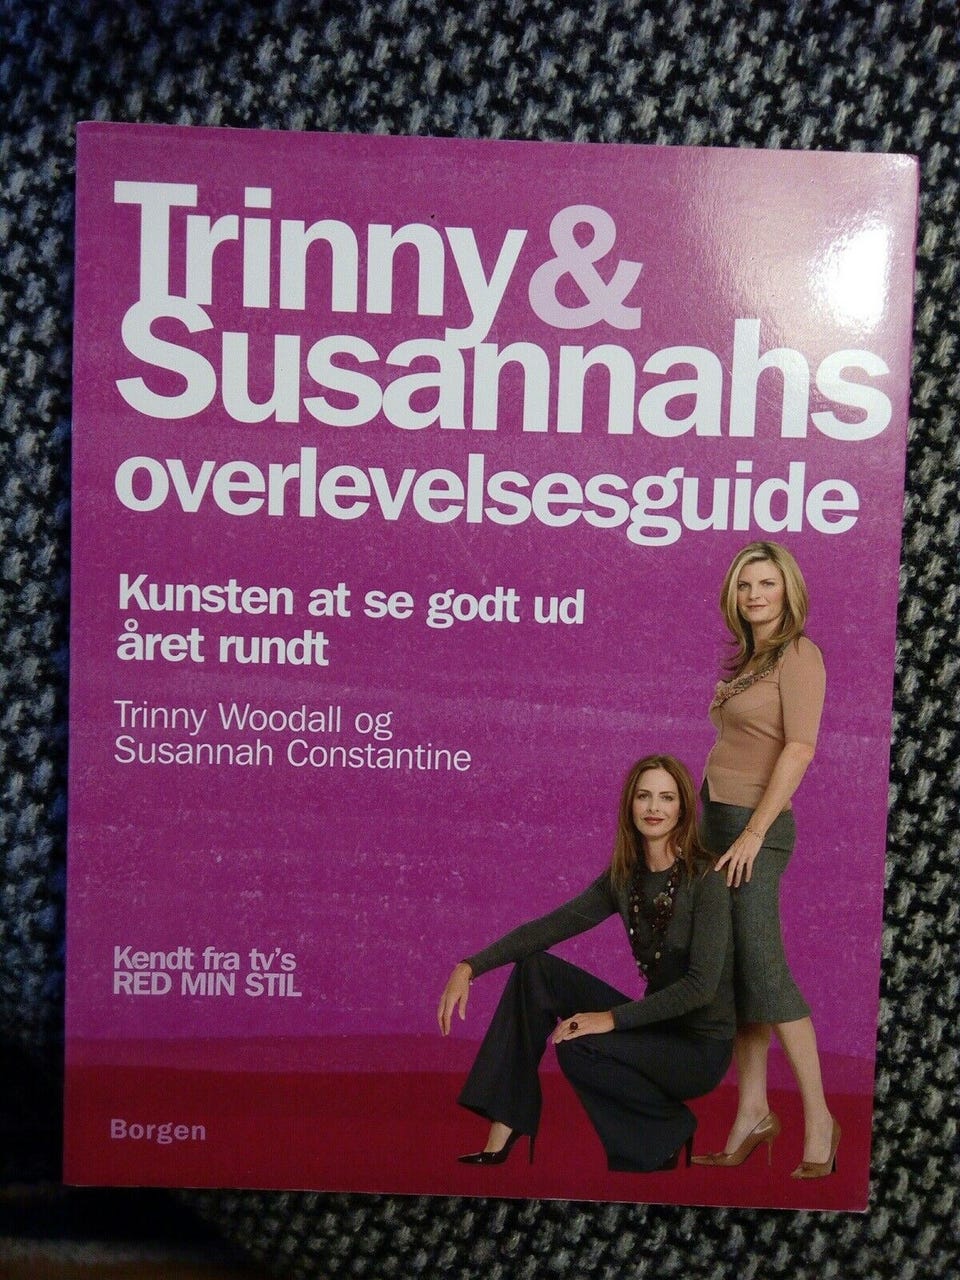 Trinny &
Susannahs
overlevelsesguide
Kunsten at se godt ud
året rundt
Trinny Woodall og
Susannah Constantine
Kendt fra tv's
RED MIN STIL
Borgen